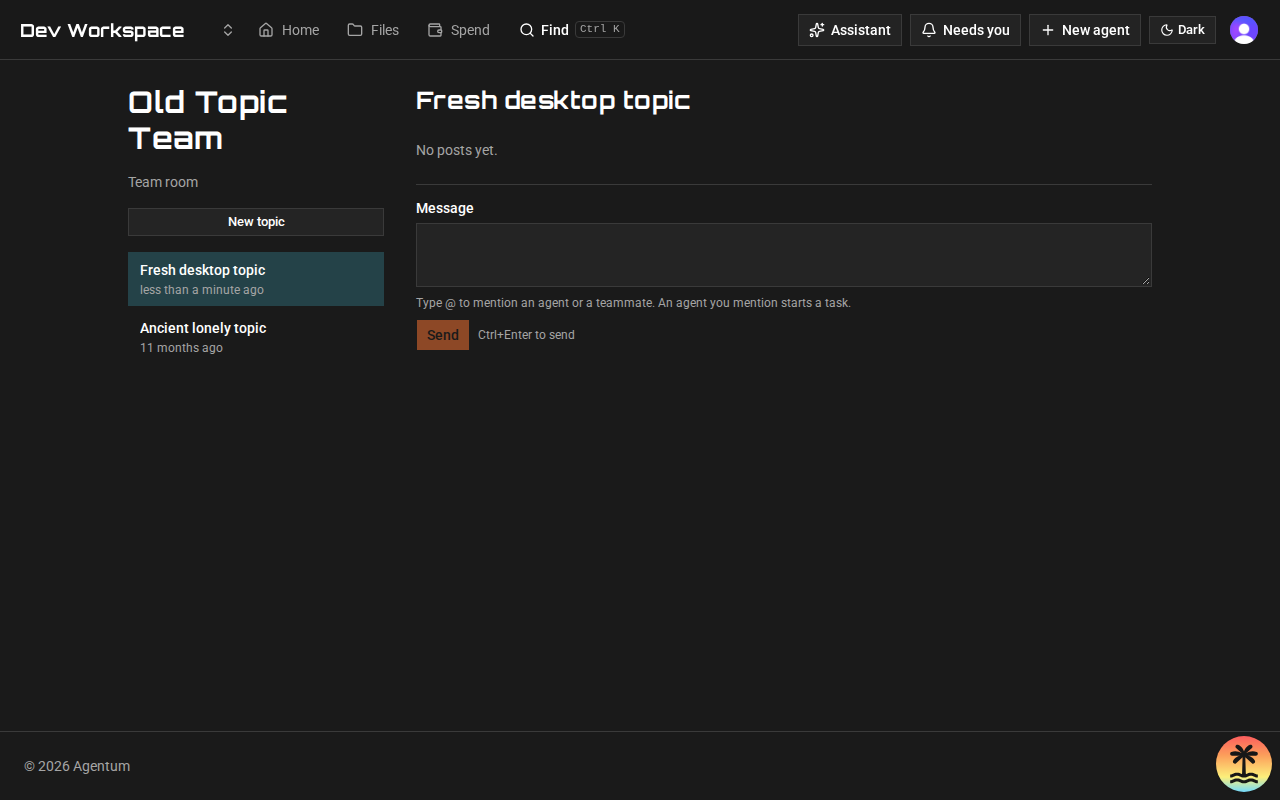 Dev Workspace
Home
Files
Spend
Find Ctrl K
Assistant
Needs you
New agent
Dark
Old Topic
Team
Team room
New topic
Fresh desktop topic
less than a minute ago
Ancient lonely topic
11 months ago
Fresh desktop topic
No posts yet.
Message
Type @ to mention an agent or a teammate. An agent you mention starts a task.
Send
Ctrl+Enter to send
© 2026 Agentum